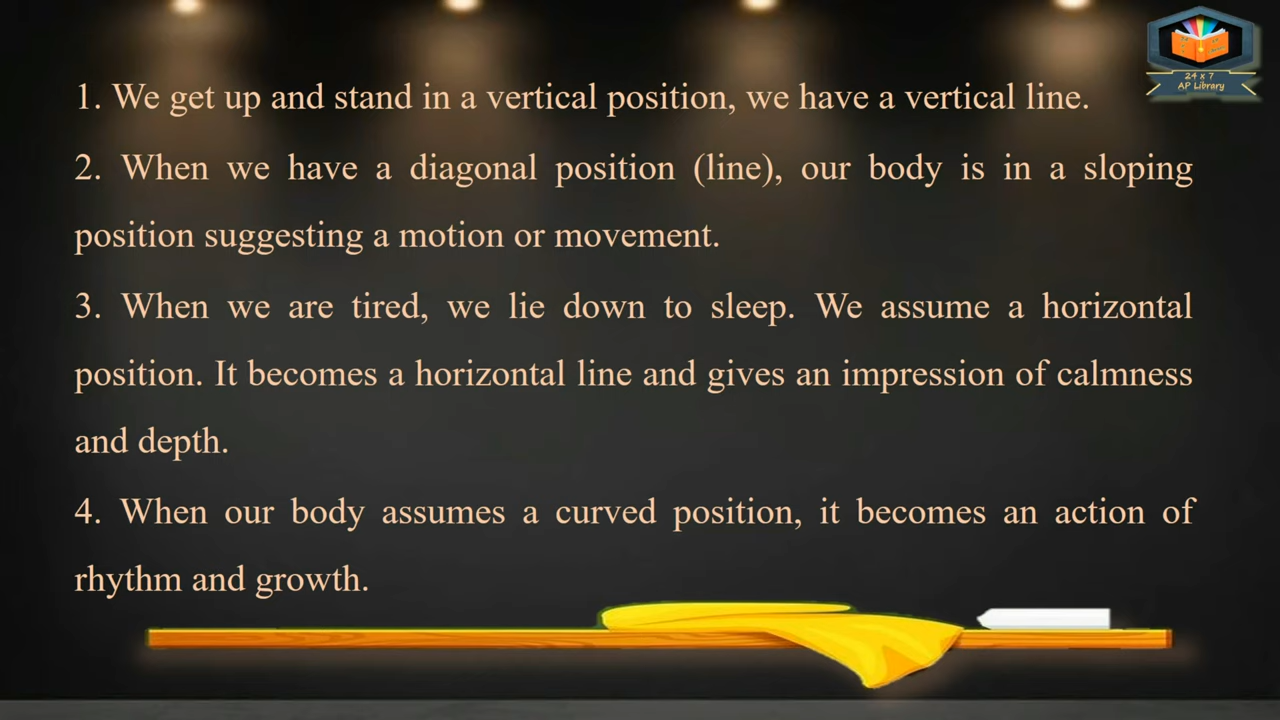 24 x 7
AP Library
1. We get up and stand in a vertical position, we have a vertical line.
2. When we have a diagonal position (line), our body is in a sloping
position suggesting a motion or movement.
3. When we are tired, we lie down to sleep. We assume a horizontal
position. It becomes a horizontal line and gives an impression of calmness
and depth.
4. When our body assumes a curved position, it becomes an action of
rhythm and growth.